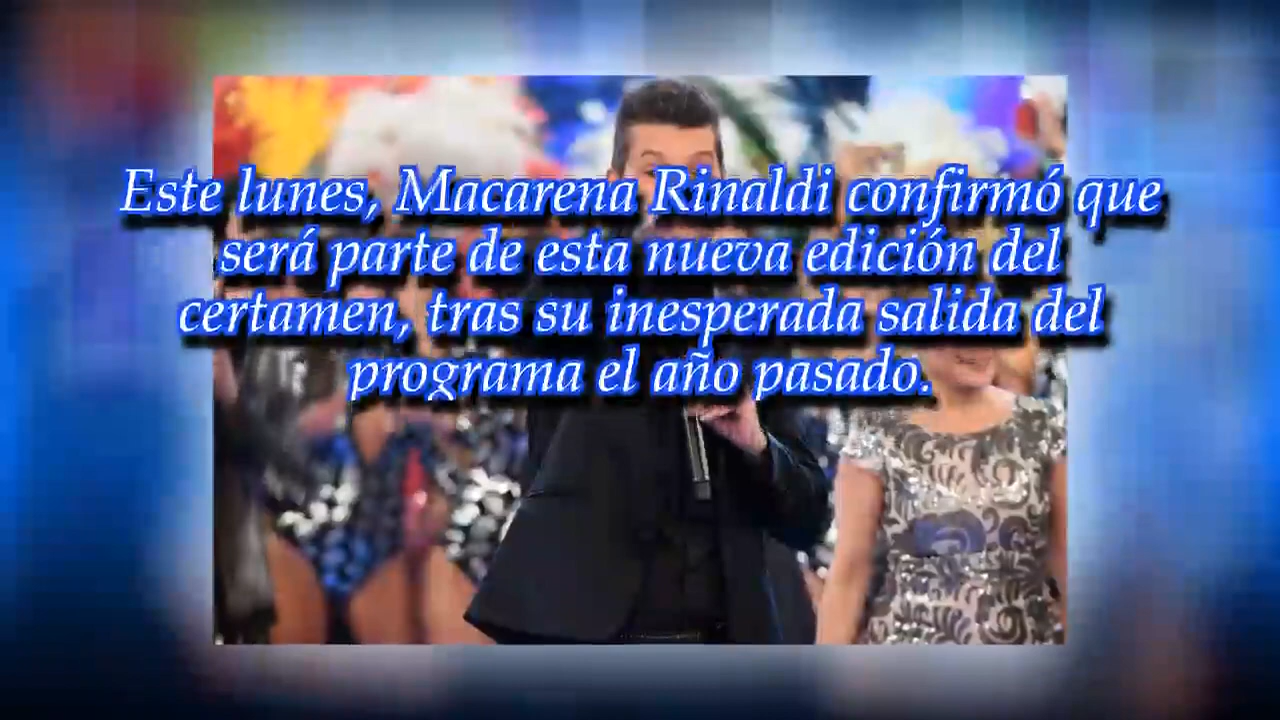 Este lunes, Macarena Rinaldi confirmó que
será parte de esta nueva edición del
certamen, tras su inesperada salida del
programa el año pasado.